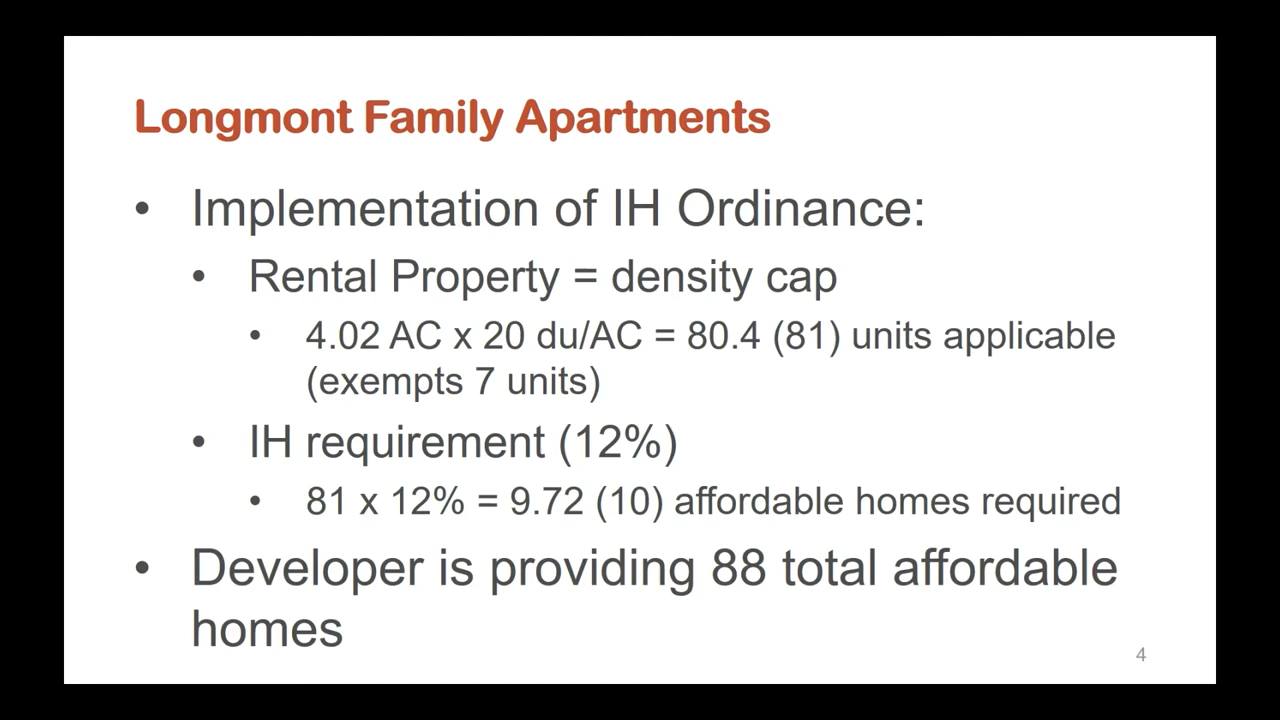 Longmont Family Apartments
• Implementation of IH Ordinance:
• Rental Property = density cap
• 4.02 AC x 20 du/AC = 80.4 (81) units applicable
(exempts 7 units)
• IH requirement (12%)
• 81 x 12% = 9.72 (10) affordable homes required
• Developer is providing 88 total affordable
homes
4